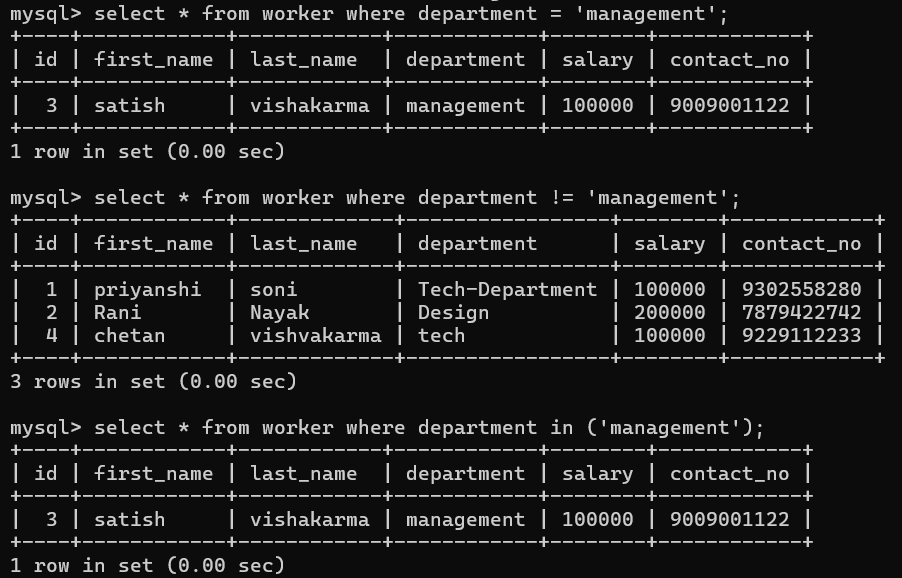 mysql> select * from worker where department = 'management';
+----+------------+------------+------------+--------+------------+
| id | first_name | last_name  | department | salary | contact_no |
+----+------------+------------+------------+--------+------------+
|  3 | satish     | vishakarma | management | 100000 | 9009001122 |
+----+------------+------------+------------+--------+------------+
1 row in set (0.00 sec)
mysql> select * from worker where department != 'management';
+----+------------+-------------+-----------------+--------+------------+
| id | first_name | last_name   | department      | salary | contact_no |
+----+------------+-------------+-----------------+--------+------------+
|  1 | priyanshi  | soni        | Tech-Department | 100000 | 9302558280 |
|  2 | Rani       | Nayak       | Design          | 200000 | 7879422742 |
|  4 | chetan     | vishvakarma | tech            | 100000 | 9229112233 |
+----+------------+-------------+-----------------+--------+------------+
3 rows in set (0.00 sec)
mysql> select * from worker where department in ('management');
+----+------------+------------+------------+--------+------------+
| id | first_name | last_name  | department | salary | contact_no |
+----+------------+------------+------------+--------+------------+
|  3 | satish     | vishakarma | management | 100000 | 9009001122 |
+----+------------+------------+------------+--------+------------+
1 row in set (0.00 sec)